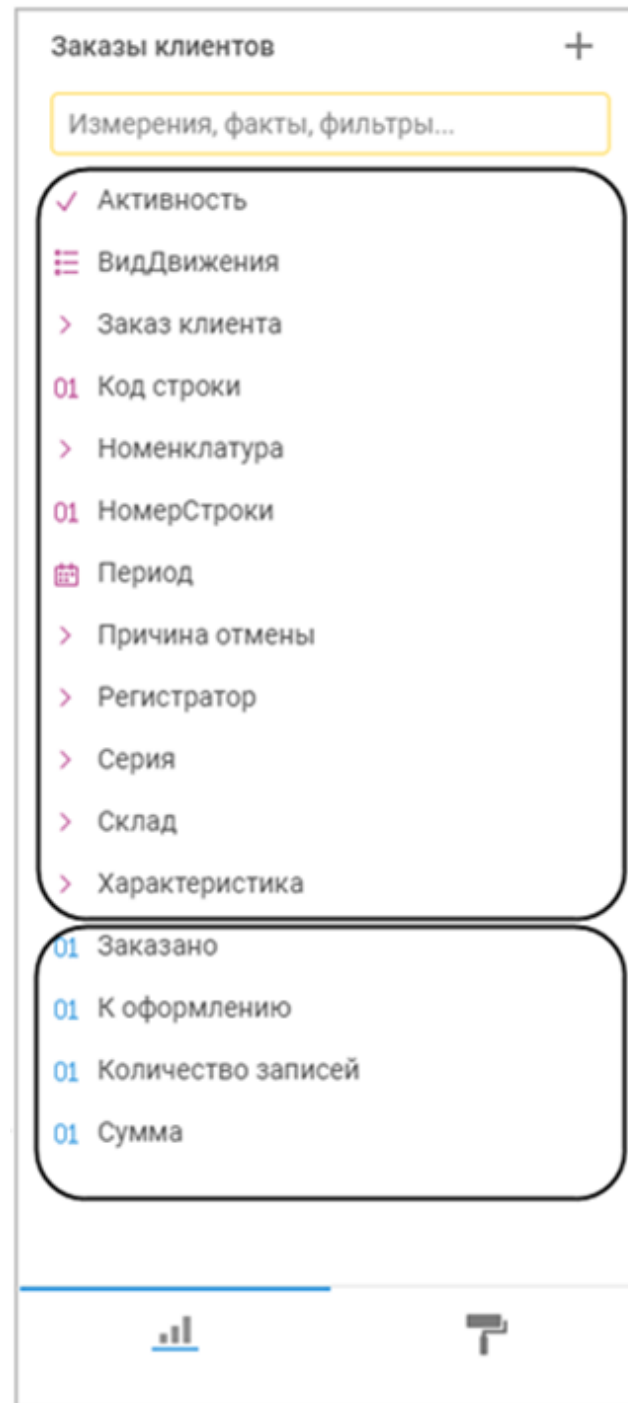 Заказы клиентов
Измерения, факты, фильтры...
Активность
ВидДвижения
Заказ клиента
01 Код строки
Номенклатура
01 НомерСтроки
Период
Причина отмены
Регистратор
Серия
Склад
Характеристика
01 Заказано
01 К оформлению
01 Количество записей
01 Сумма